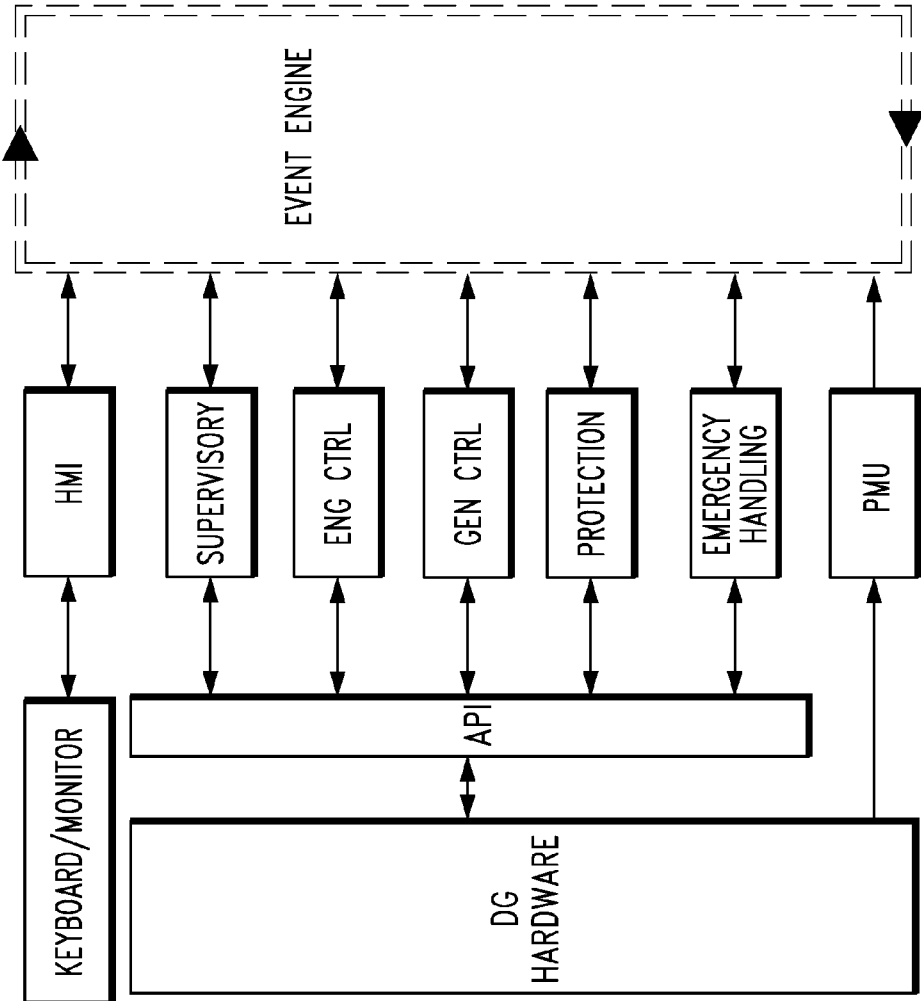 EVENT ENGINE
HMI
SUPERVISORY
ENG CTRL
GEN CTRL
PROTECTION
EMERGENCY
HANDLING
PMU
KEYBOARD/MONITOR
API
DG
HARDWARE